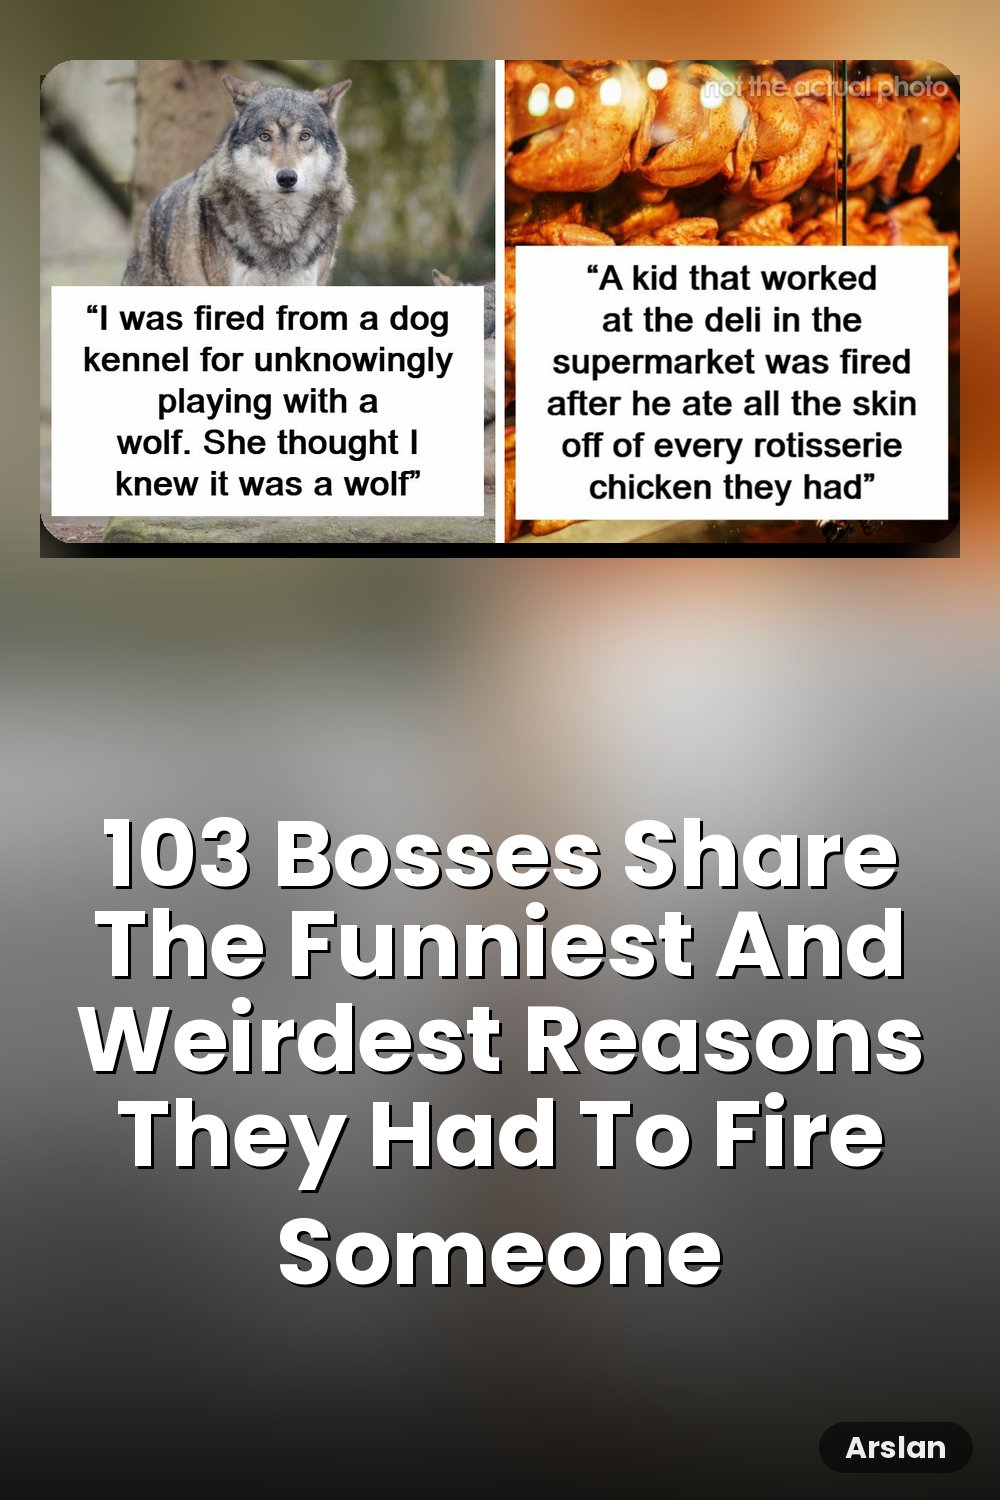 not the actual photo
“I was fired from a dog
kennel for unknowingly
playing with a
wolf. She thought I
knew it was a wolf”
“A kid that worked
at the deli in the
supermarket was fired
after he ate all the skin
off of every rotisserie
chicken they had”
103 Bosses Share
The Funniest And
Weirdest Reasons
They Had To Fire
Someone
Arslan